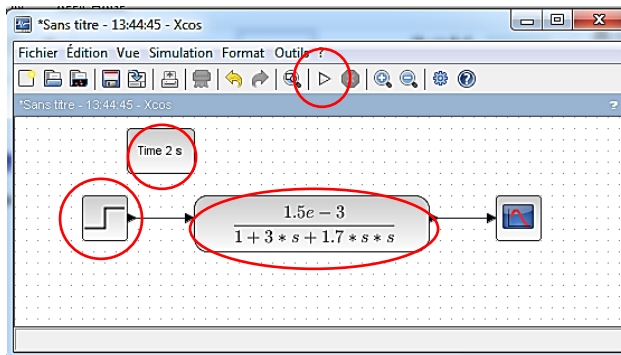 *Sans titre - 13:44:45 - Xcos
Fichier Édition Vue Simulation Format Outils ?
*Sans titre - 13:44:45 - Xcos
?
Time 2 s
1.5e − 3
1 + 3 * s + 1.7 * s * s